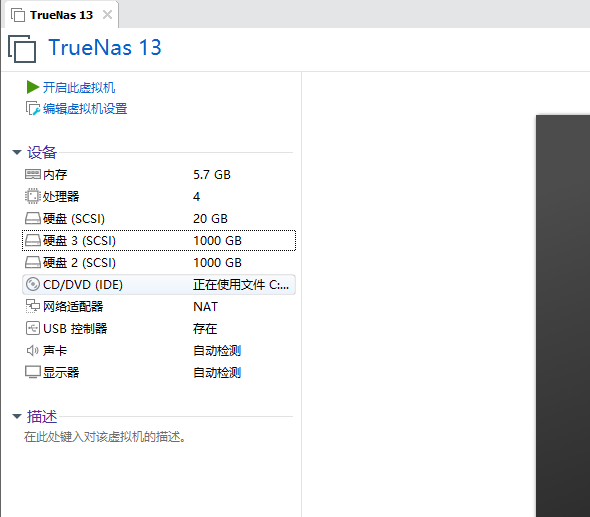 TrueNas 13
TrueNas 13
开启此虚拟机
编辑虚拟机设置
设备
内存 5.7 GB
处理器 4
硬盘 (SCSI) 20 GB
硬盘 3 (SCSI) 1000 GB
硬盘 2 (SCSI) 1000 GB
CD/DVD (IDE) 正在使用文件 C:...
网络适配器 NAT
USB 控制器 存在
声卡 自动检测
显示器 自动检测
描述
在此处键入对该虚拟机的描述。